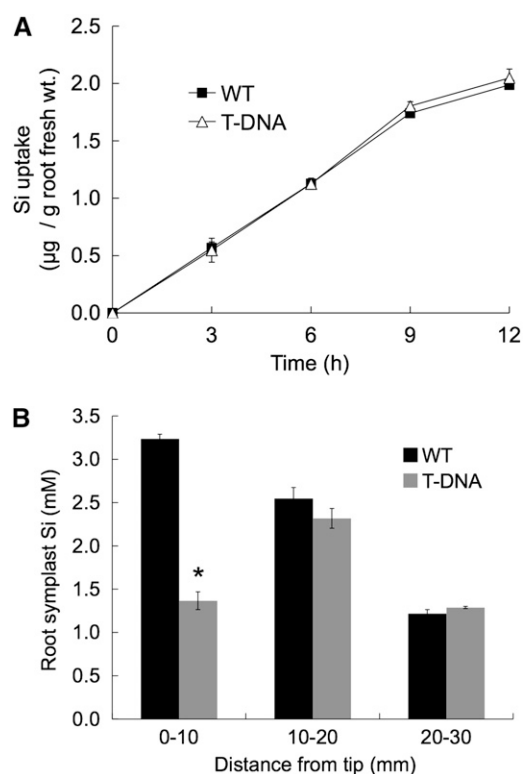 A
Si uptake
(µg / g root fresh wt.)
2.5
2.0
1.5
1.0
0.5
0.0
WT
T-DNA
0 3 6 9 12
Time (h)
B
Root symplast Si (mM)
3.5
3.0
2.5
2.0
1.5
1.0
0.5
0.0
WT
T-DNA
*
0-10 10-20 20-30
Distance from tip (mm)